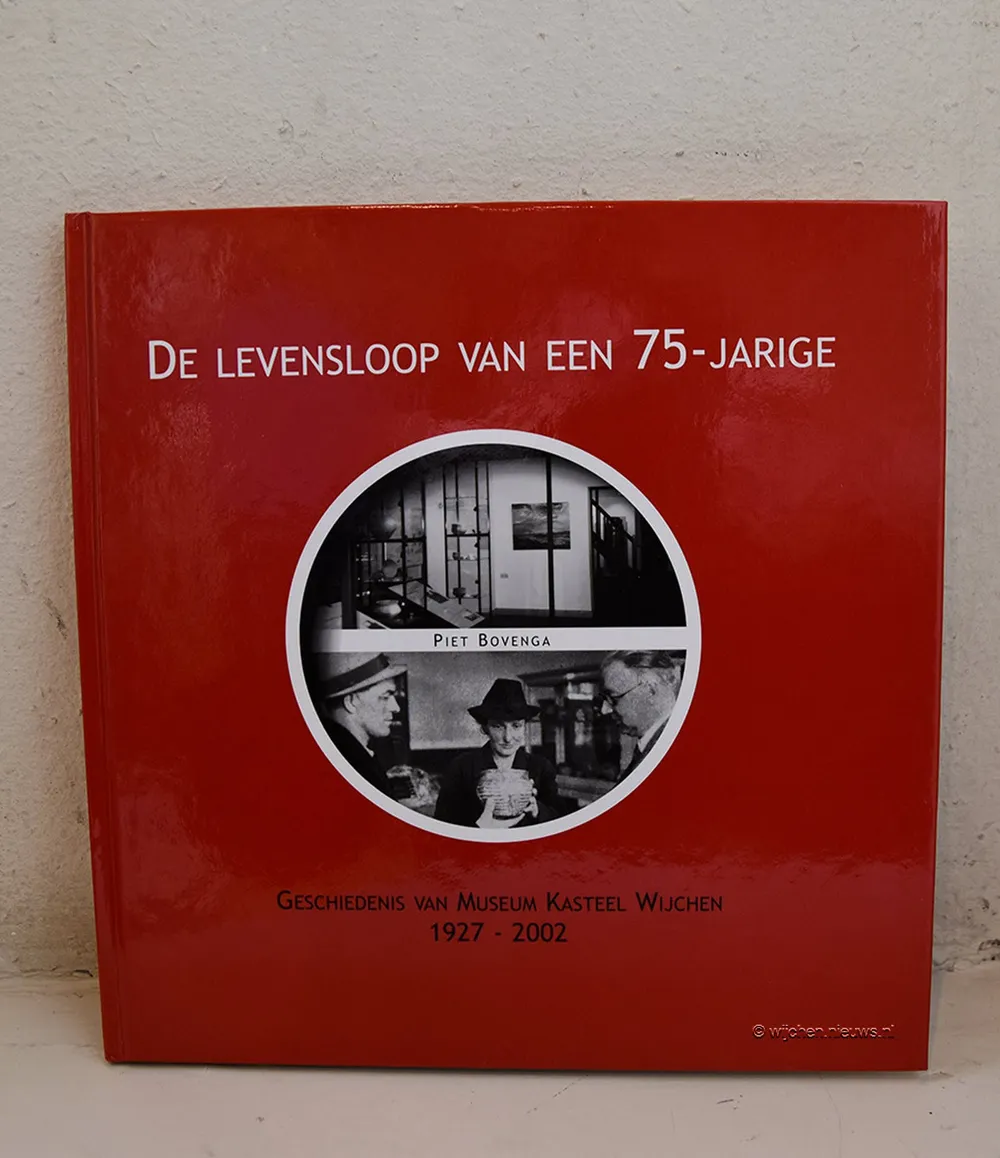 De levensloop van een 75-jarige
Piet Bovenga
Geschiedenis van Museum Kasteel Wijchen
1927 - 2002
© wijchen.nieuws.nl